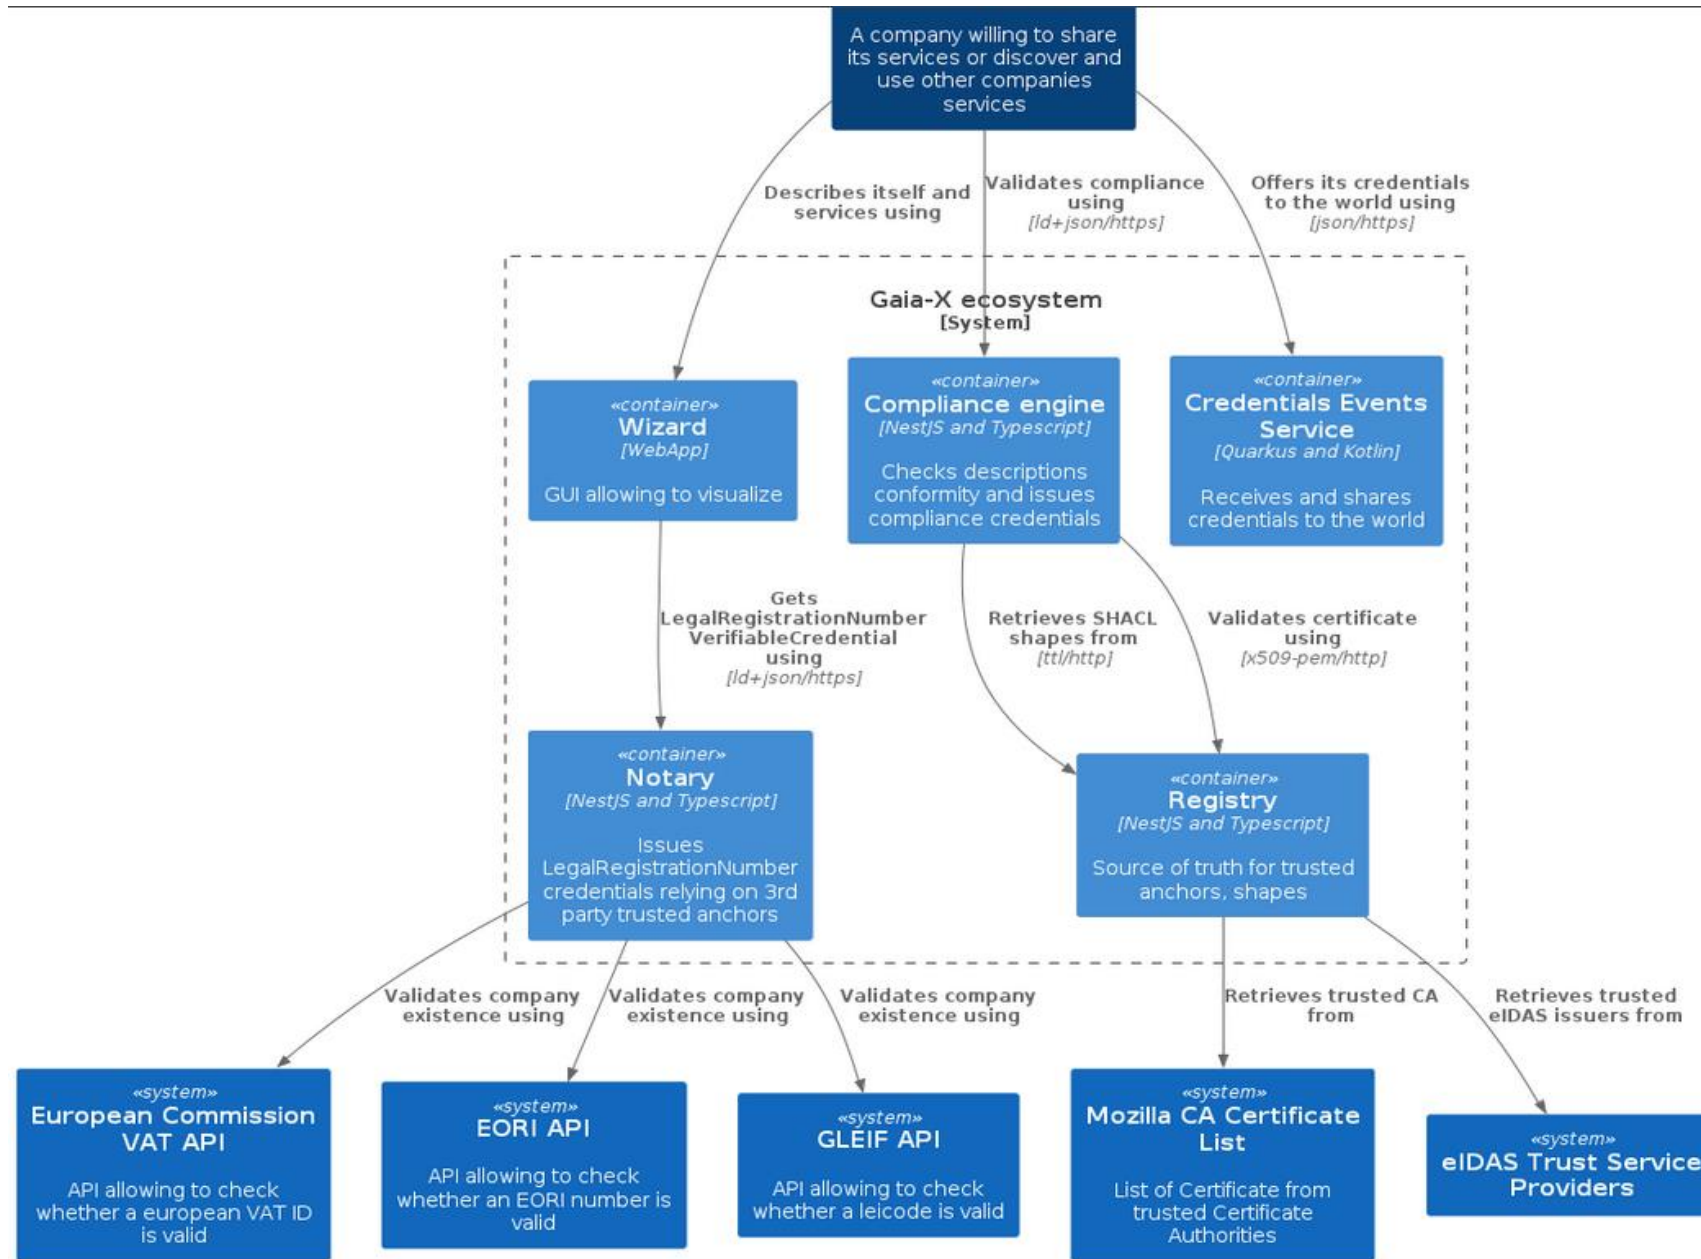 A company willing to share
its services or discover and
use other companies
services
Describes itself and
services using
Validates compliance
using
[ld+json/https]
Offers its credentials
to the world using
[json/https]
Gaia-X ecosystem
[System]
«container»
Wizard
[WebApp]
GUI allowing to visualize
«container»
Compliance engine
[NestJS and Typescript]
Checks descriptions
conformity and issues
compliance credentials
«container»
Credentials Events
Service
[Quarkus and Kotlin]
Receives and shares
credentials to the world
Gets
LegalRegistrationNumber
VerifiableCredential
using
[ld+json/https]
Retrieves SHACL
shapes from
[ttl/http]
Validates certificate
using
[x509-pem/http]
«container»
Notary
[NestJS and Typescript]
Issues
LegalRegistrationNumber
credentials relying on 3rd
party trusted anchors
«container»
Registry
[NestJS and Typescript]
Source of truth for trusted
anchors, shapes
Validates company
existence using
Validates company
existence using
Validates company
existence using
Retrieves trusted CA
from
Retrieves trusted
eIDAS issuers from
«system»
European Commission
VAT API
API allowing to check
whether a european VAT ID
is valid
«system»
EORI API
API allowing to check
whether an EORI number is
valid
«system»
GLEIF API
API allowing to check
whether a leicode is valid
«system»
Mozilla CA Certificate
List
List of Certificate from
trusted Certificate
Authorities
«system»
eIDAS Trust Service
Providers